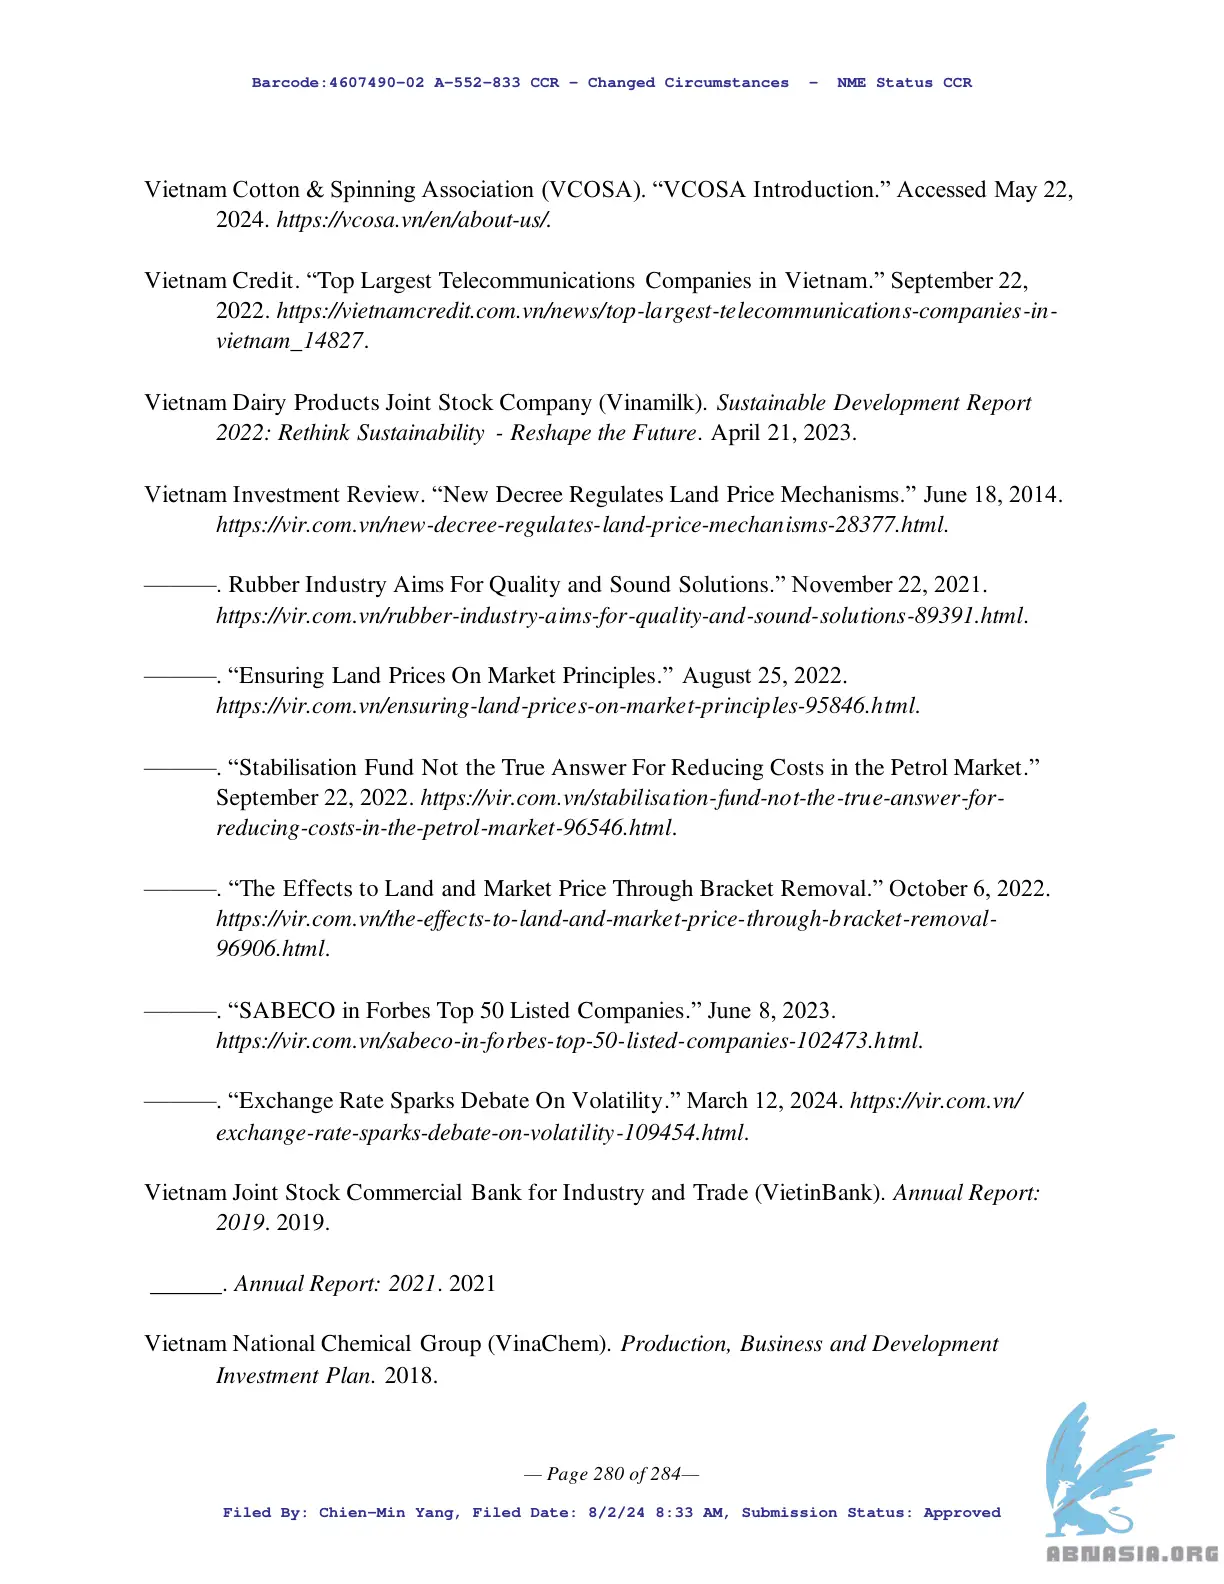 Barcode:4607490-02 A-552-833 CCR - Changed Circumstances - NME Status CCR
Vietnam Cotton & Spinning Association (VCOSA). “VCOSA Introduction.” Accessed May 22,
2024. https://vcosa.vn/en/about-us/.
Vietnam Credit. “Top Largest Telecommunications Companies in Vietnam.” September 22,
2022. https://vietnamcredit.com.vn/news/top-largest-telecommunications-companies-in-
vietnam_14827.
Vietnam Dairy Products Joint Stock Company (Vinamilk). Sustainable Development Report
2022: Rethink Sustainability - Reshape the Future. April 21, 2023.
Vietnam Investment Review. “New Decree Regulates Land Price Mechanisms.” June 18, 2014.
https://vir.com.vn/new-decree-regulates-land-price-mechanisms-28377.html.
———. Rubber Industry Aims For Quality and Sound Solutions.” November 22, 2021.
https://vir.com.vn/rubber-industry-aims-for-quality-and-sound-solutions-89391.html.
———. “Ensuring Land Prices On Market Principles.” August 25, 2022.
https://vir.com.vn/ensuring-land-prices-on-market-principles-95846.html.
———. “Stabilisation Fund Not the True Answer For Reducing Costs in the Petrol Market.”
September 22, 2022. https://vir.com.vn/stabilisation-fund-not-the-true-answer-for-
reducing-costs-in-the-petrol-market-96546.html.
———. “The Effects to Land and Market Price Through Bracket Removal.” October 6, 2022.
https://vir.com.vn/the-effects-to-land-and-market-price-through-bracket-removal-
96906.html.
———. “SABECO in Forbes Top 50 Listed Companies.” June 8, 2023.
https://vir.com.vn/sabeco-in-forbes-top-50-listed-companies-102473.html.
———. “Exchange Rate Sparks Debate On Volatility.” March 12, 2024. https://vir.com.vn/
exchange-rate-sparks-debate-on-volatility-109454.html.
Vietnam Joint Stock Commercial Bank for Industry and Trade (VietinBank). Annual Report:
2019. 2019.
______. Annual Report: 2021. 2021
Vietnam National Chemical Group (VinaChem). Production, Business and Development
Investment Plan. 2018.
— Page 280 of 284—
Filed By: Chien-Min Yang, Filed Date: 8/2/24 8:33 AM, Submission Status: Approved
ABNASIA.ORG